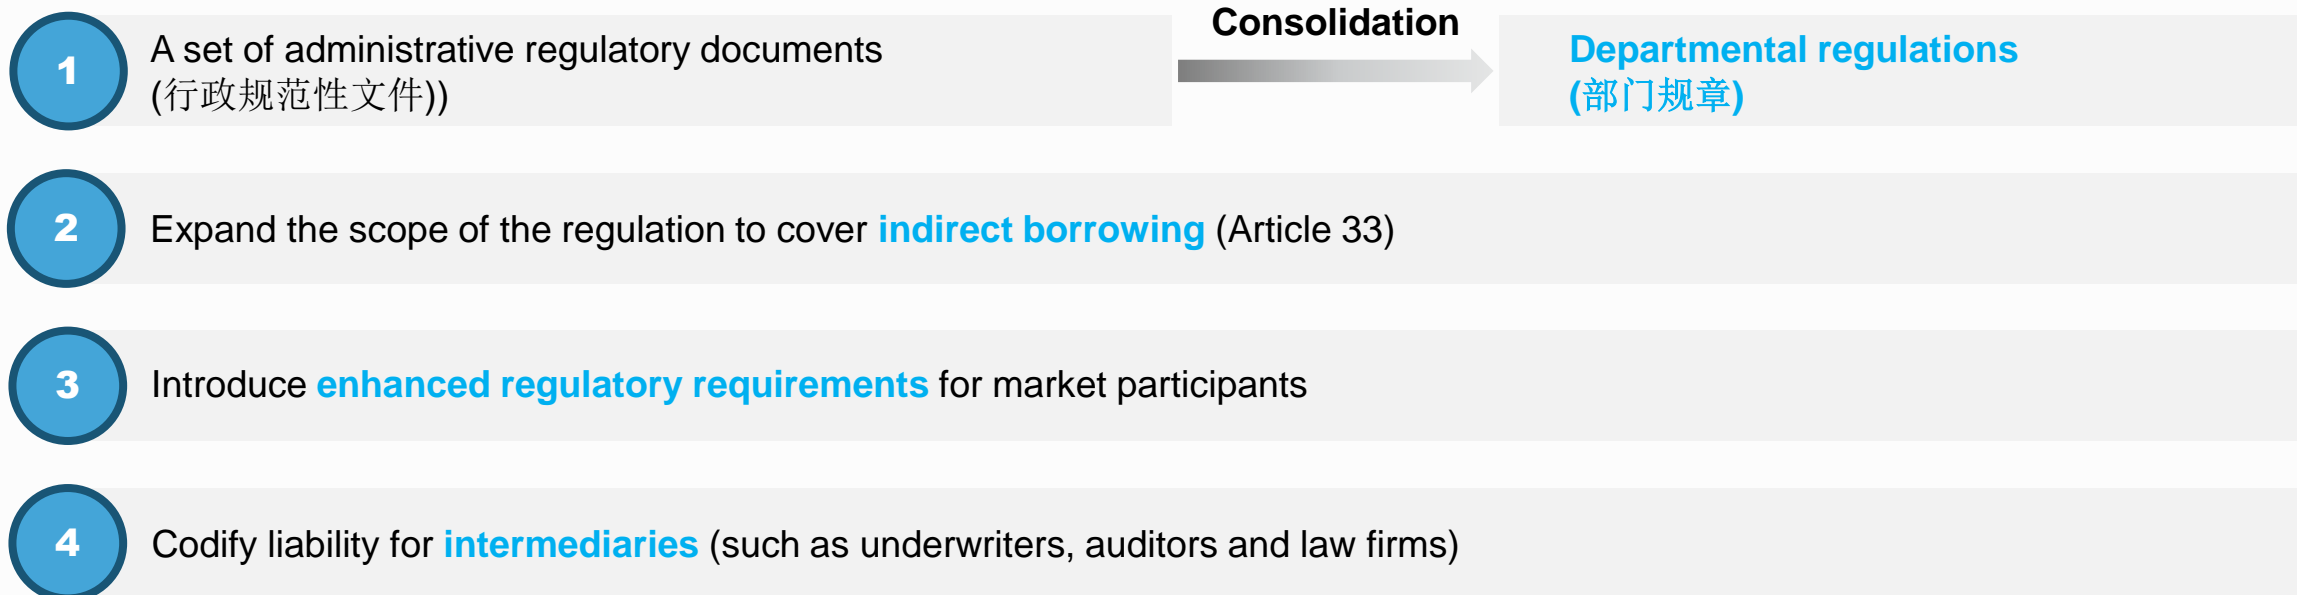 1
A set of administrative regulatory documents
(行政规范性文件))
Consolidation
Departmental regulations
(部门规章)
2
Expand the scope of the regulation to cover indirect borrowing (Article 33)
3
Introduce enhanced regulatory requirements for market participants
4
Codify liability for intermediaries (such as underwriters, auditors and law firms)